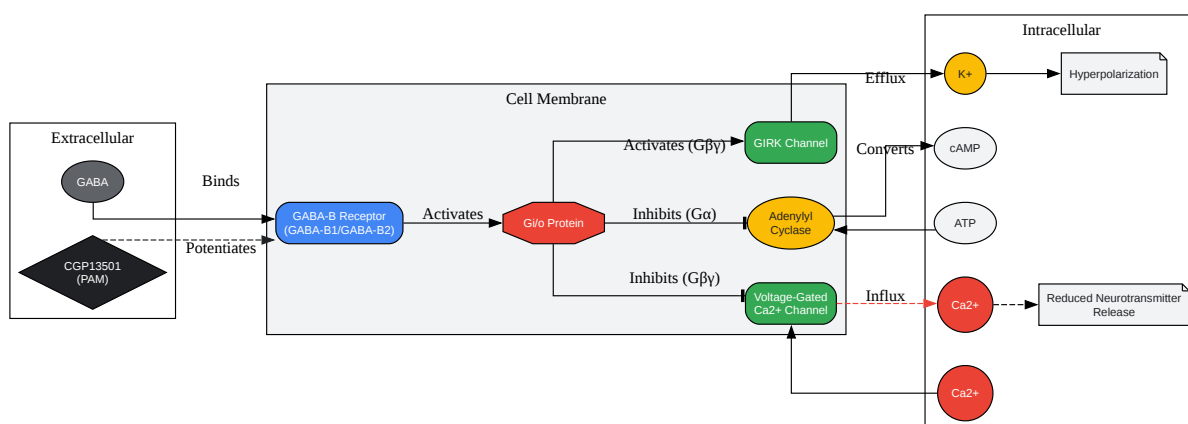 Extracellular
GABA
CGP13501
(PAM)
Binds
Potentiates
Cell Membrane
GABA-B Receptor
(GABA-B1/GABA-B2)
Activates
Gi/o Protein
Activates (Gβγ)
Inhibits (Gα)
Inhibits (Gβγ)
GIRK Channel
Adenylyl
Cyclase
Voltage-Gated
Ca2+ Channel
Efflux
Converts
Influx
Intracellular
K+
Hyperpolarization
cAMP
ATP
Ca2+
Reduced Neurotransmitter
Release
Ca2+